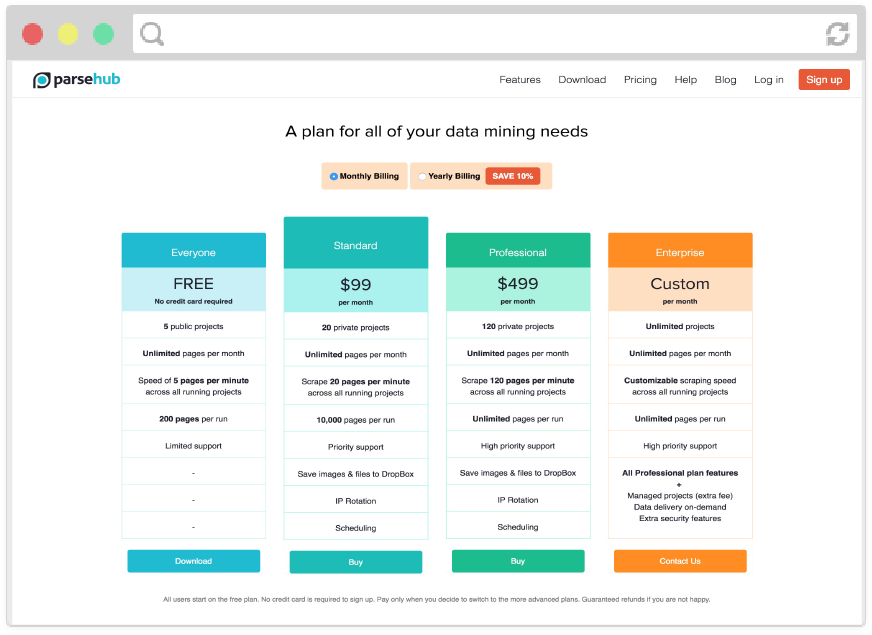 parsehub
Features Download Pricing Help Blog Log in Sign up
A plan for all of your data mining needs
Monthly Billing Yearly Billing SAVE 10%
Everyone
FREE
No credit card required
5 public projects
Unlimited pages per month
Speed of 5 pages per minute
across all running projects
200 pages per run
Limited support
-
-
-
Download
Standard
$99
per month
20 private projects
Unlimited pages per month
Scrape 20 pages per minute
across all running projects
10,000 pages per run
Priority support
Save images & files to DropBox
IP Rotation
Scheduling
Buy
Professional
$499
per month
120 private projects
Unlimited pages per month
Scrape 120 pages per minute
across all running projects
Unlimited pages per run
High priority support
Save images & files to DropBox
IP Rotation
Scheduling
Buy
Enterprise
Custom
per month
Unlimited projects
Unlimited pages per month
Customizable scraping speed
across all running projects
Unlimited pages per run
High priority support
All Professional plan features
+
Managed projects (extra fee)
Data delivery on-demand
Extra security features
Contact Us
All users start on the free plan. No credit card is required to sign up. Pay only when you decide to switch to the more advanced plans. Guaranteed refunds if you are not happy.